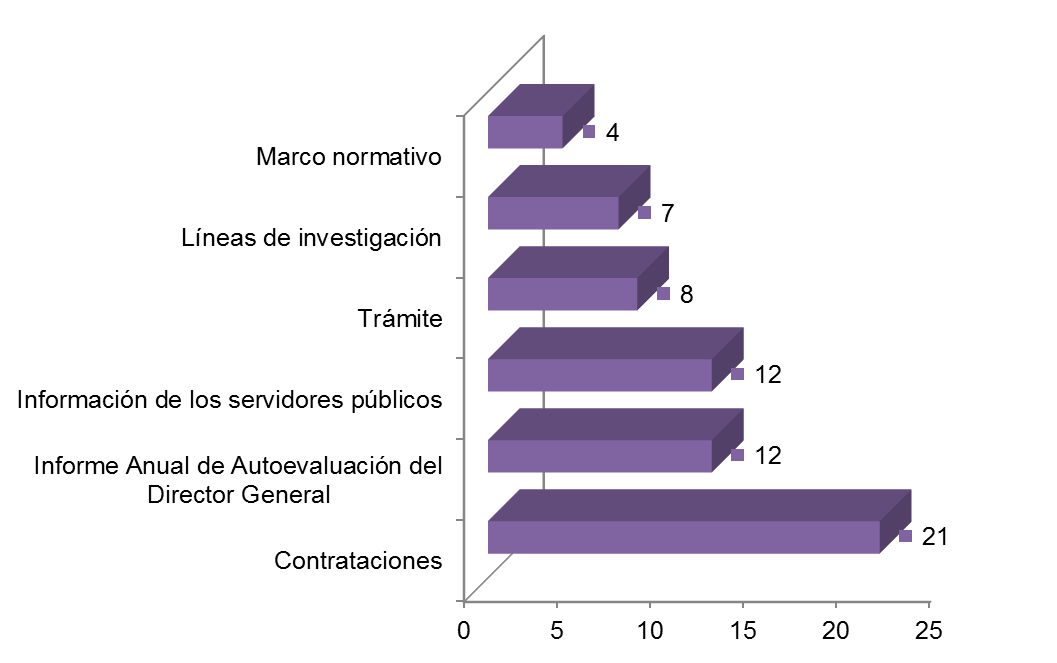 4
Marco normativo
7
Líneas de investigación
8
Trámite
12
Información de los servidores públicos
12
Informe Anual de Autoevaluación del
Director General
21
Contrataciones
0 5 10 15 20 25